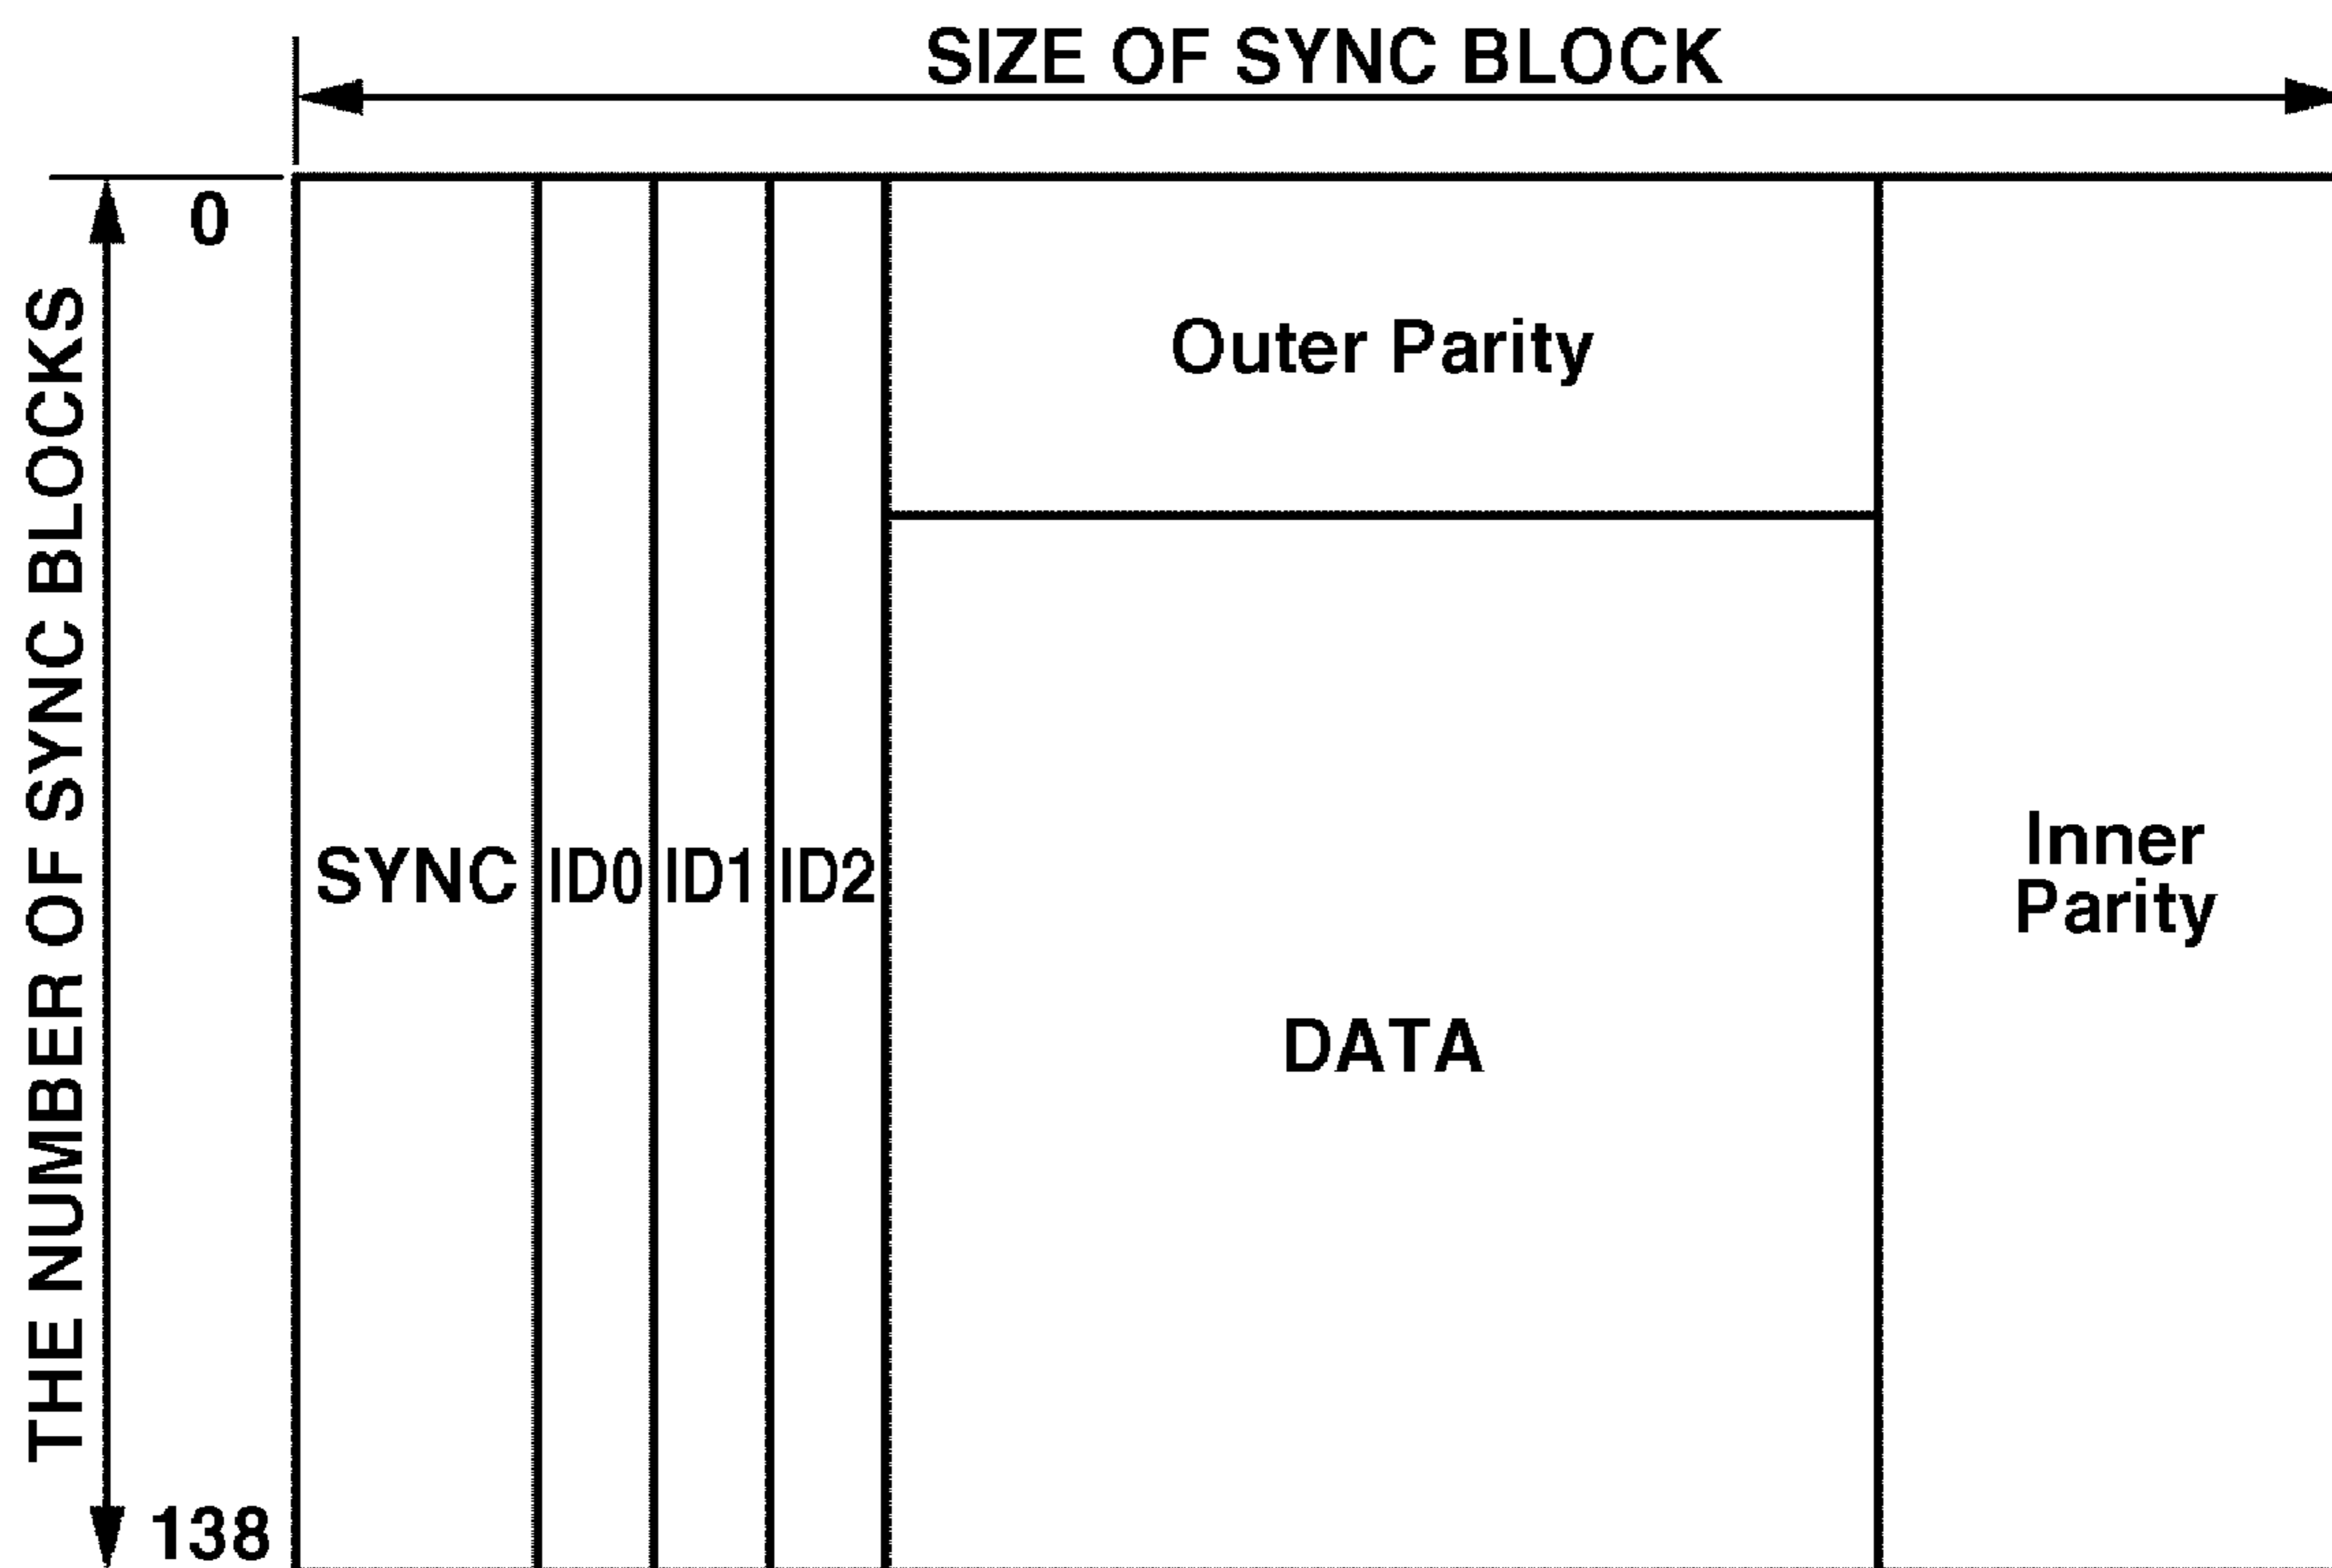 SIZE OF SYNC BLOCK
0
THE NUMBER OF SYNC BLOCKS
138
SYNC
ID0
ID1
ID2
Outer Parity
DATA
Inner
Parity